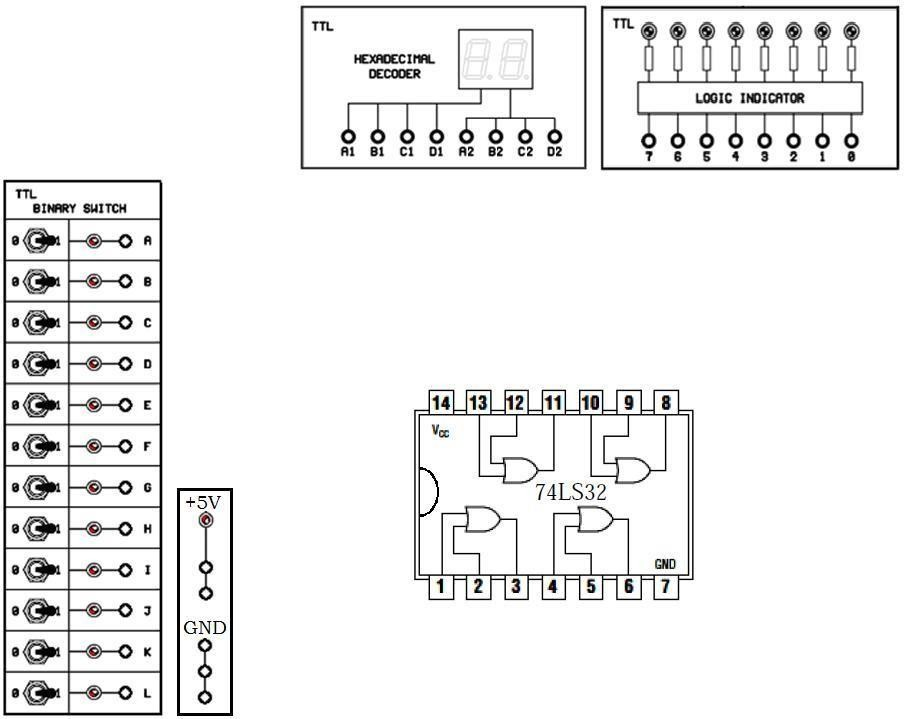 TTL
HEXADECIMAL
DECODER
A1 B1 C1 D1 A2 B2 C2 D2
TTL
LOGIC INDICATOR
7 6 5 4 3 2 1 0
TTL
BINARY SWITCH
0 1 A
0 1 B
0 1 C
0 1 D
0 1 E
0 1 F
0 1 G
0 1 H
0 1 I
0 1 J
0 1 K
0 1 L
+5V
GND
14 13 12 11 10 9 8
VCC
74LS32
GND
1 2 3 4 5 6 7